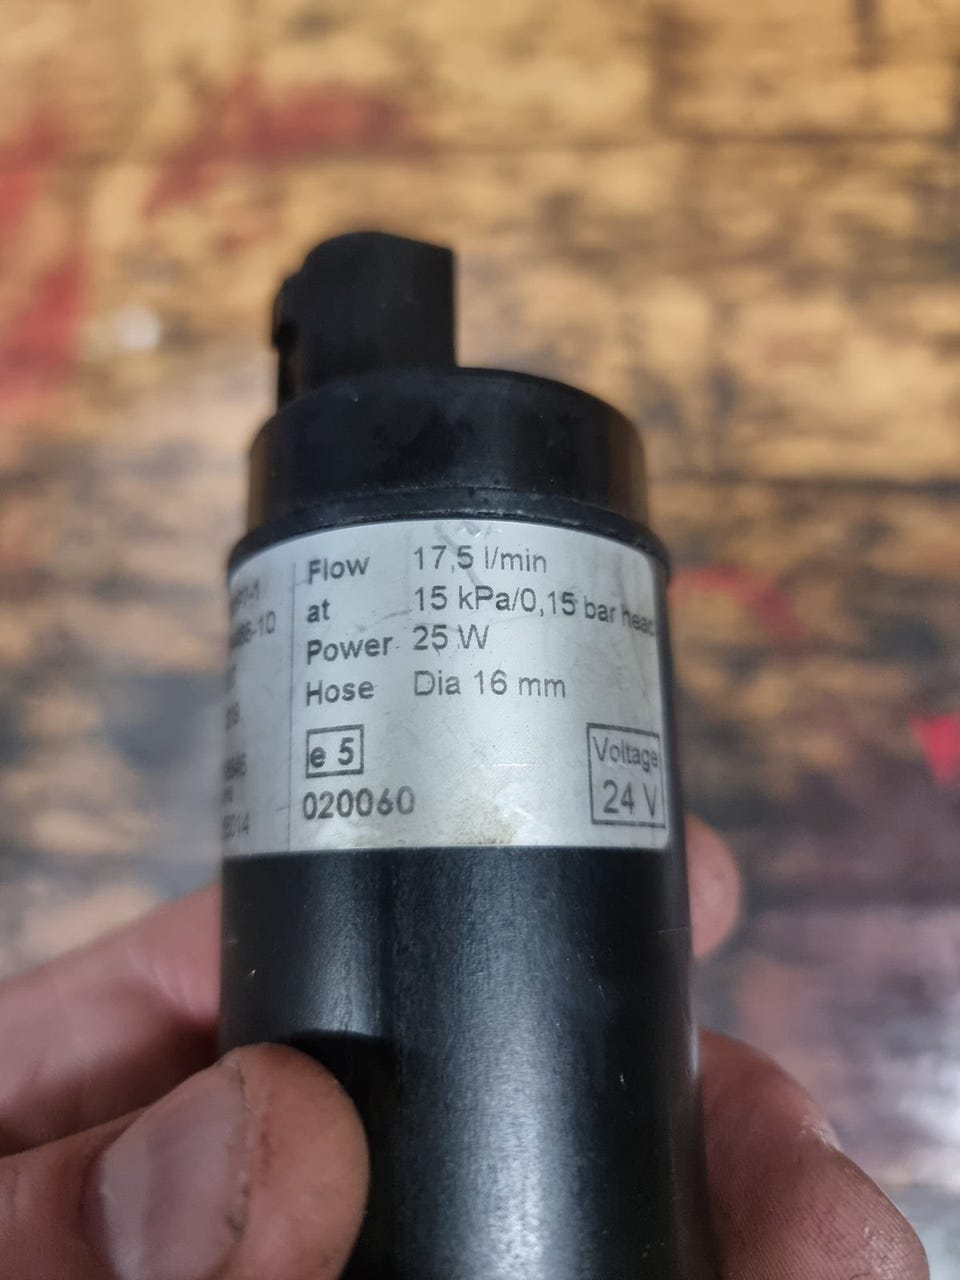 Flow 17,5 l/min
at 15 kPa/0,15 bar head
Power 25 W
Hose Dia 16 mm
e 5
020060
Voltage
24 V